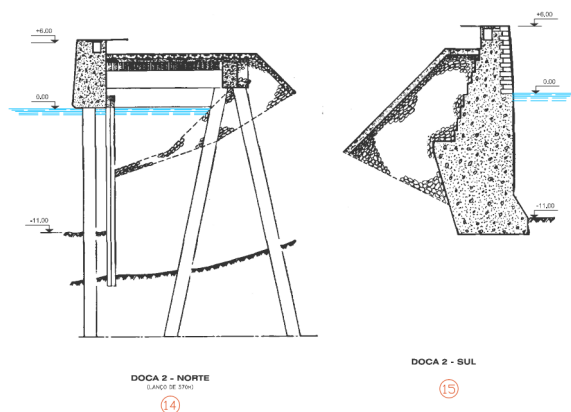 +6,00
0.00
-11,00
DOCA 2 - NORTE
(LANÇO DE 370M)
14
+6,00
0.00
-11,00
DOCA 2 - SUL
15